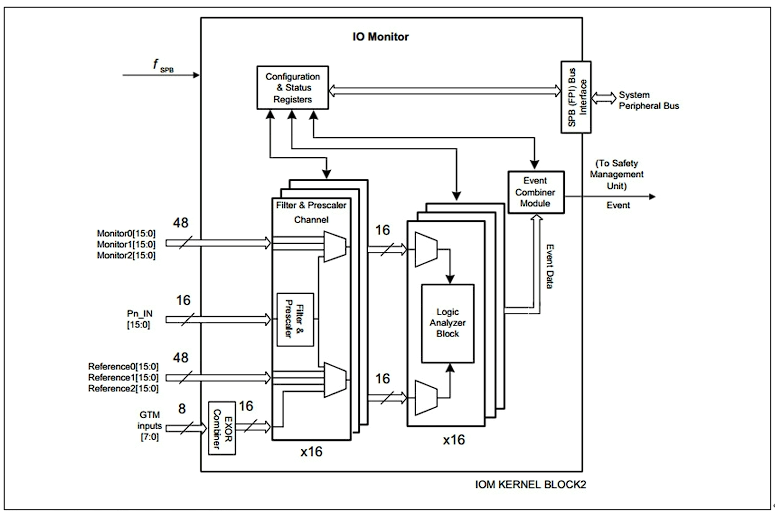 IO Monitor
f SPB
Configuration
& Status
Registers
SPB (FPI) Bus
Interface
System
Peripheral Bus
(To Safety
Management
Unit)
Event
Event
Combiner
Module
Event Data
Filter & Prescaler
Channel
48
Monitor0[15:0]
Monitor1[15:0]
Monitor2[15:0]
16
16
Pn_IN
[15:0]
Filter &
Prescaler
Logic
Analyzer
Block
48
Reference0[15:0]
Reference1[15:0]
Reference2[15:0]
16
GTM
inputs
[7:0]
8
EXOR
Combiner
16
x16
x16
IOM KERNEL BLOCK2